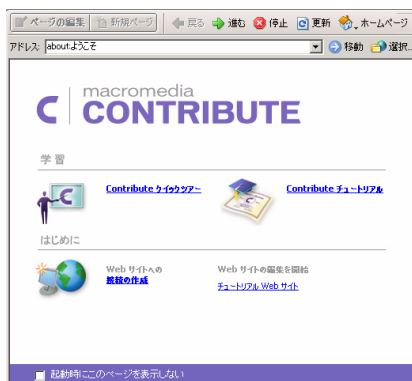 ページの編集 新規ページ 戻る 進む 停止 更新 ホームページ
アドレス: about:ようこそ 移動 選択...
macromedia
C CONTRIBUTE
学習
Contribute クイックツアー Contribute チュートリアル
はじめに
Web サイトへの Web サイトの編集を開始
接続の作成 チュートリアル Web サイト
起動時にこのページを表示しない